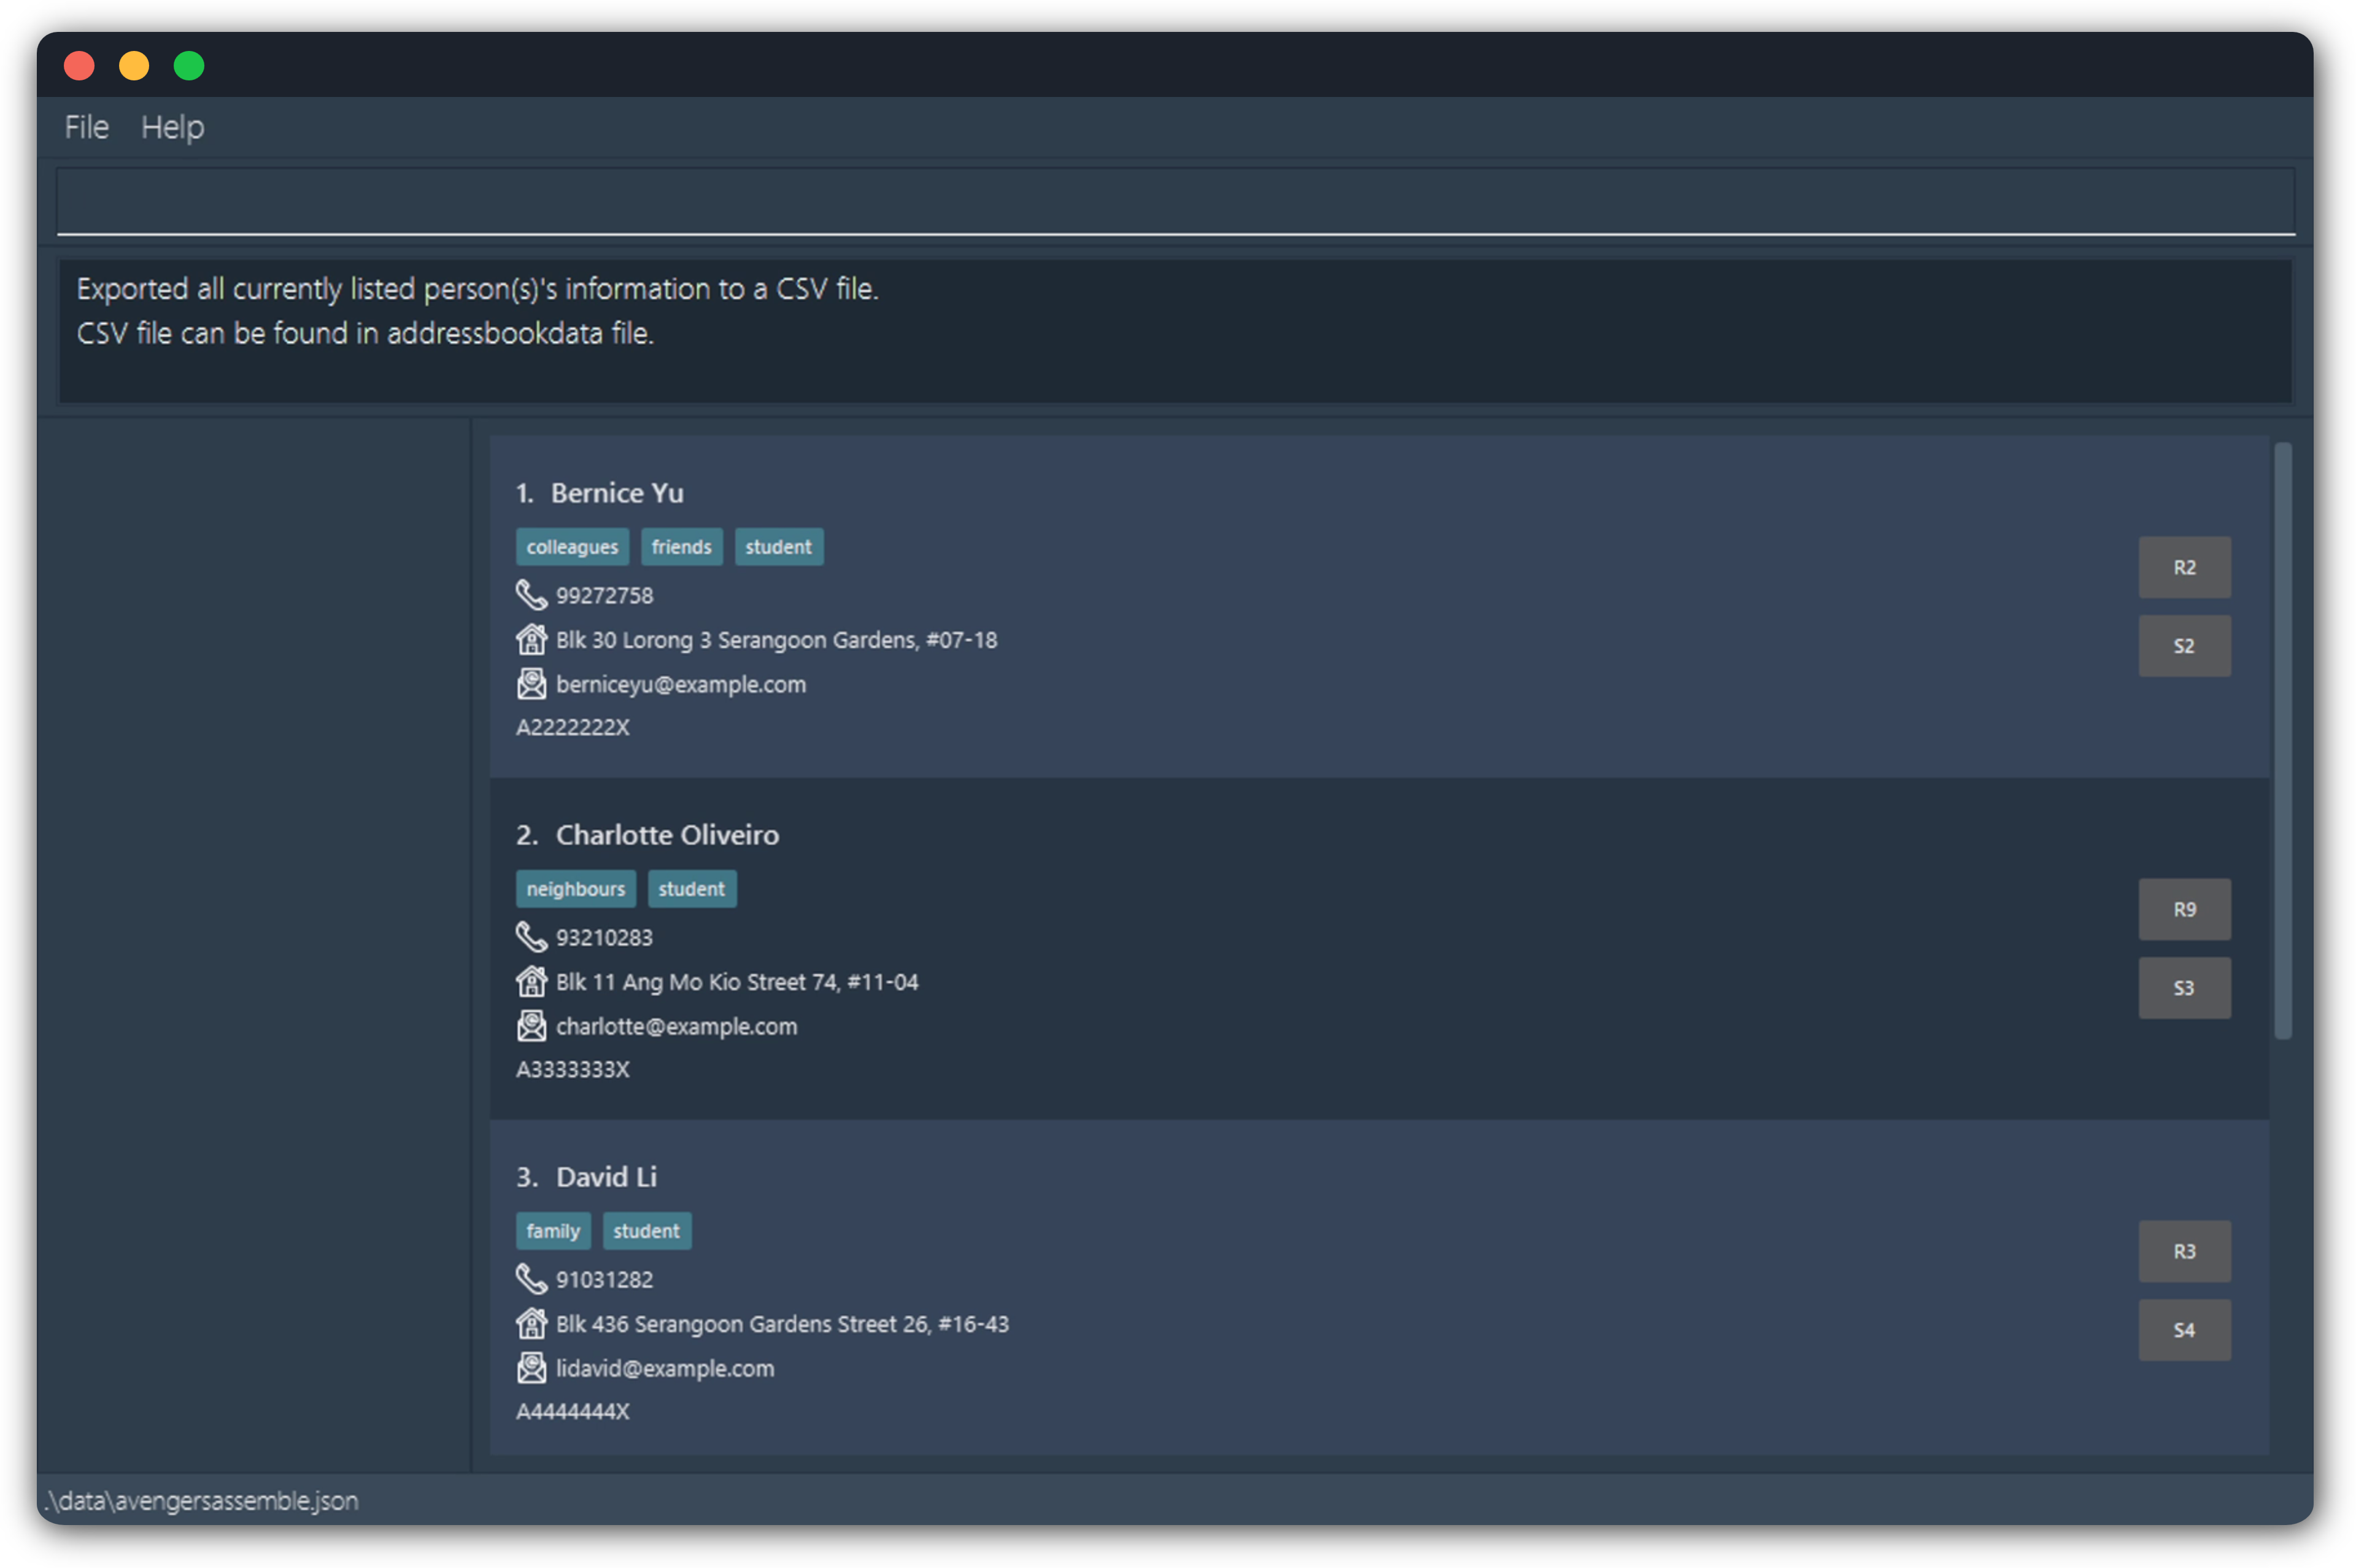 File Help
Exported all currently listed person(s)'s information to a CSV file.
CSV file can be found in addressbookdata file.
1. Bernice Yu
colleagues friends student
99272758
Blk 30 Lorong 3 Serangoon Gardens, #07-18
berniceyu@example.com
A2222222X
R2
S2
2. Charlotte Oliveiro
neighbours student
93210283
Blk 11 Ang Mo Kio Street 74, #11-04
charlotte@example.com
A3333333X
R9
S3
3. David Li
family student
91031282
Blk 436 Serangoon Gardens Street 26, #16-43
lidavid@example.com
A4444444X
R3
S4
.\data\avengersassemble.json